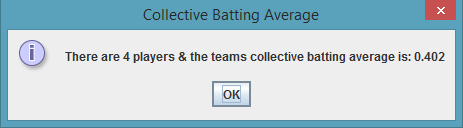 Collective Batting Average
There are 4 players & the teams collective batting average is: 0.402
OK